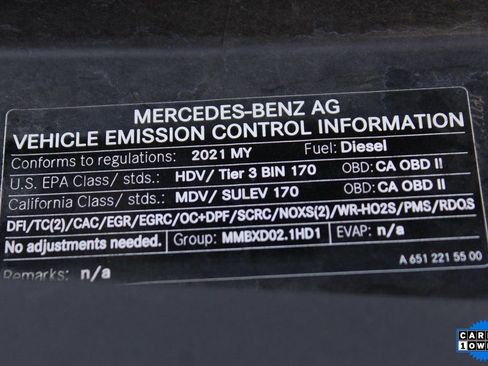 MERCEDES-BENZ AG
VEHICLE EMISSION CONTROL INFORMATION
Conforms to regulations: 2021 MY Fuel: Diesel
U.S. EPA Class/ stds.: HDV/ Tier 3 BIN 170 OBD: CA OBD II
California Class/ stds.: MDV/ SULEV 170 OBD: CA OBD II
DFI/TC(2)/CAC/EGR/EGRC/OC+DPF/SCRC/NOXS(2)/WR-HO2S/PMS/RDQS
No adjustments needed. Group: MMBXD02.1HD1 EVAP: n/a
Remarks: n/a
A 651 221 55 00
1